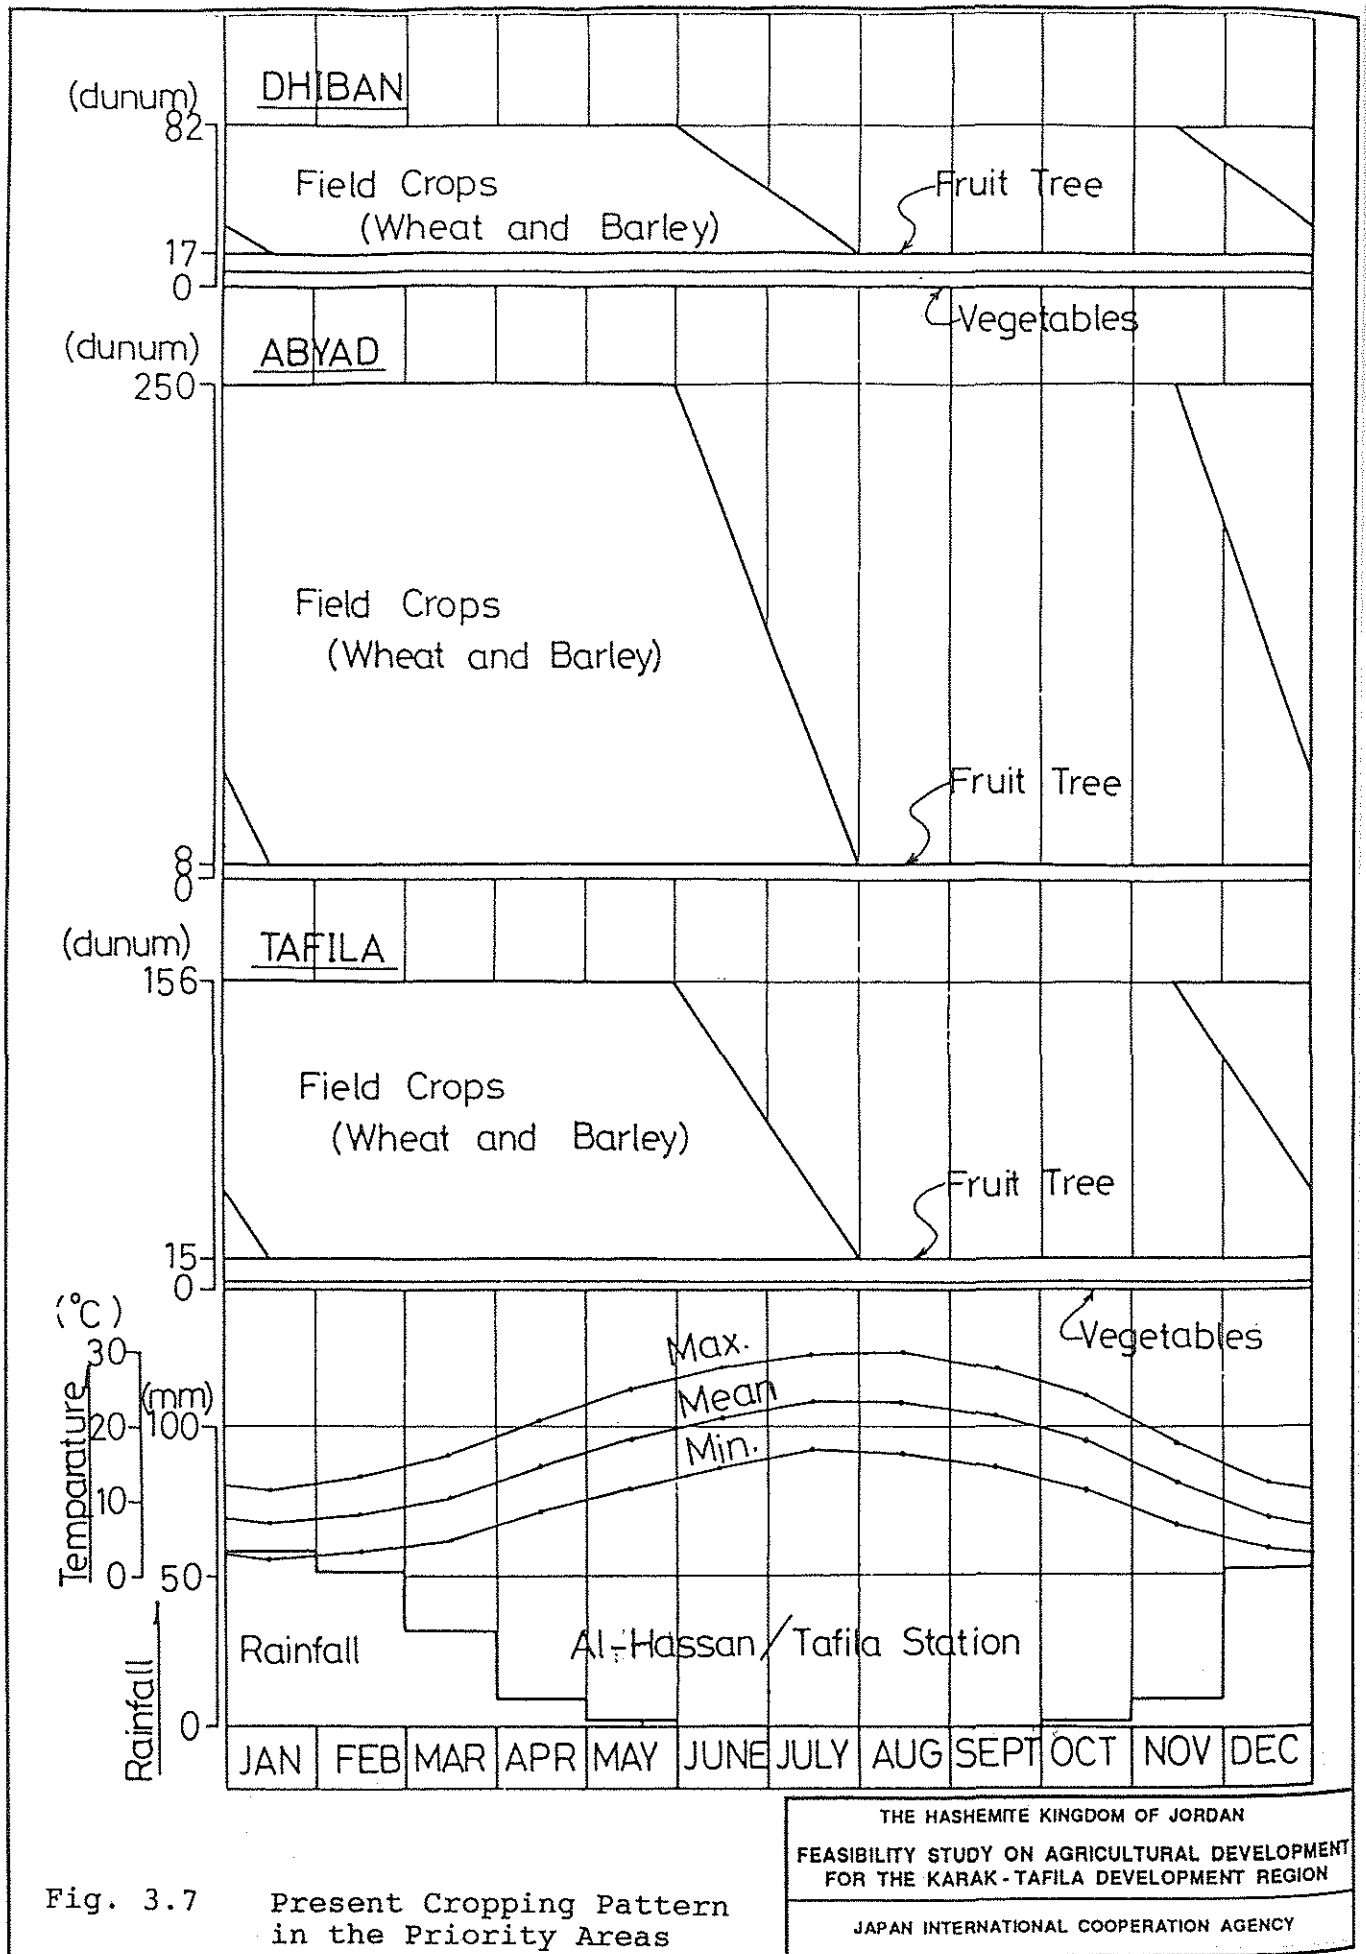 (dunum)
DHIBAN
82
Field Crops
(Wheat and Barley)
Fruit Tree
17
0
Vegetables
(dunum)
ABYAD
250
Field Crops
(Wheat and Barley)
Fruit Tree
8
0
(dunum)
TAFILA
156
Field Crops
(Wheat and Barley)
Fruit Tree
15
0
Vegetables
(°C)
30
20
10
0
Temparature
(mm)
100
50
0
Rainfall
Max.
Mean
Min.
Rainfall
Al-Hassan/Tafila Station
JAN FEB MAR APR MAY JUNE JULY AUG SEPT OCT NOV DEC
Fig. 3.7 Present Cropping Pattern
in the Priority Areas
THE HASHEMITE KINGDOM OF JORDAN
FEASIBILITY STUDY ON AGRICULTURAL DEVELOPMENT
FOR THE KARAK-TAFILA DEVELOPMENT REGION
JAPAN INTERNATIONAL COOPERATION AGENCY